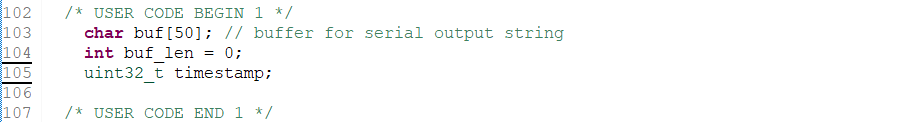 102 /* USER CODE BEGIN 1 */
103 char buf[50]; // buffer for serial output string
104 int buf_len = 0;
105 uint32_t timestamp;
106
107 /* USER CODE END 1 */